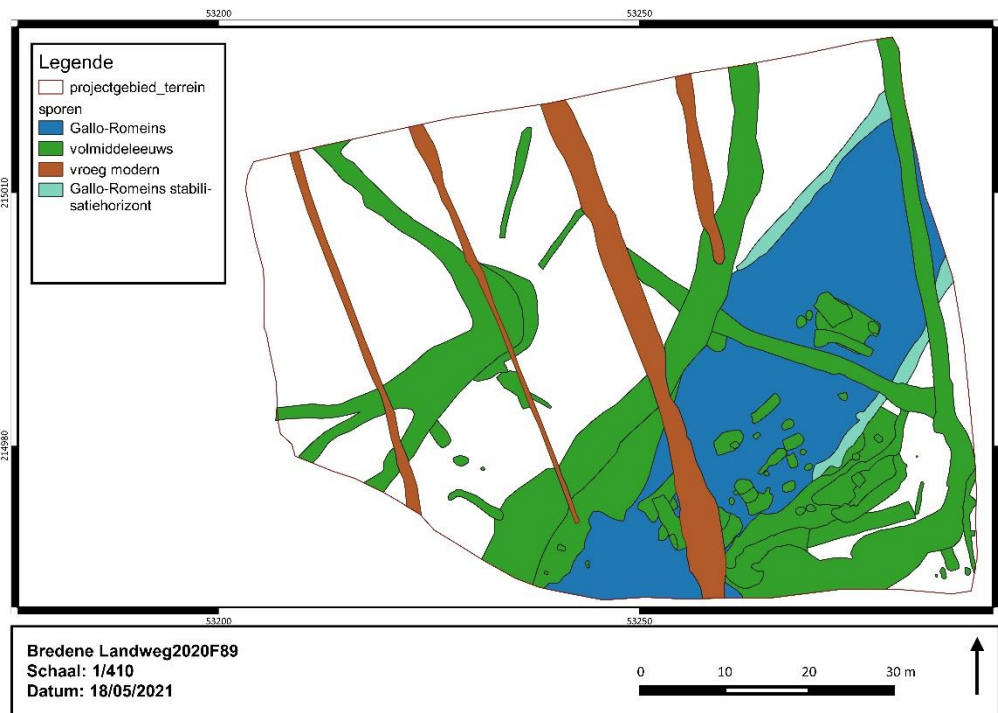 53200 53250
Legende
projectgebied_terrein
sporen
Gallo-Romeins
volmiddeleeuws
vroeg modern
Gallo-Romeins stabili-
satiehorizont
215010
214980
53200 53250
Bredene Landweg2020F89
Schaal: 1/410
Datum: 18/05/2021
0 10 20 30 m